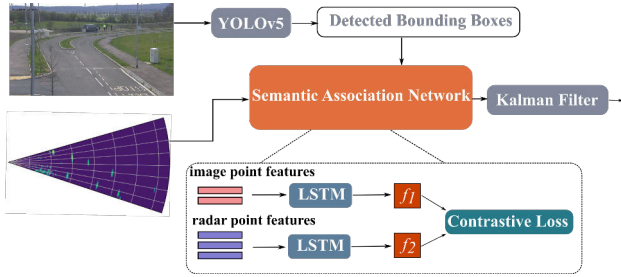 YOLOv5
Detected Bounding Boxes
Semantic Association Network
Kalman Filter
image point features
LSTM
f1
radar point features
LSTM
f2
Contrastive Loss